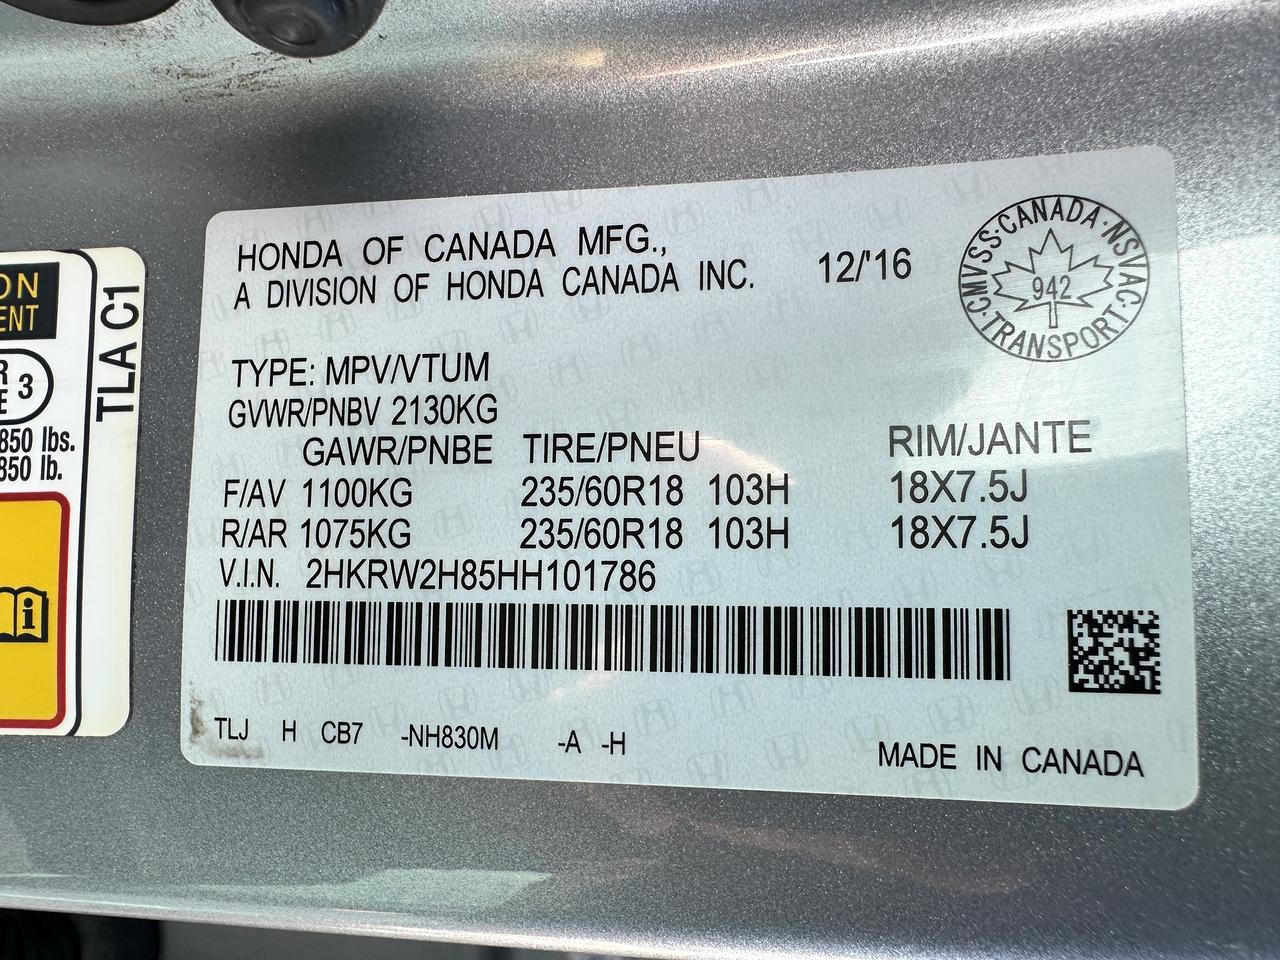 ON
ENT
R
E 3
850 lbs.
850 lb.
TLA C1
HONDA OF CANADA MFG.,
A DIVISION OF HONDA CANADA INC.
12/'16
CMVSS·CANADA·NSVAC·TRANSPORT·
942
TYPE: MPV/VTUM
GVWR/PNBV 2130KG
GAWR/PNBE TIRE/PNEU RIM/JANTE
F/AV 1100KG 235/60R18 103H 18X7.5J
R/AR 1075KG 235/60R18 103H 18X7.5J
V.I.N. 2HKRW2H85HH101786
TLJ H CB7 -NH830M -A -H
MADE IN CANADA